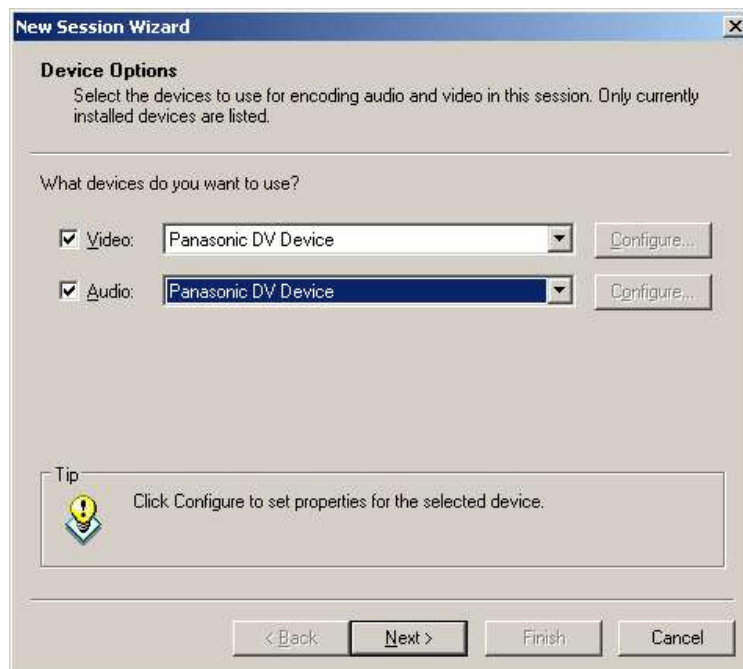 New Session Wizard
Device Options
Select the devices to use for encoding audio and video in this session. Only currently
installed devices are listed.
What devices do you want to use?
Video: Panasonic DV Device Configure...
Audio: Panasonic DV Device Configure...
Tip
Click Configure to set properties for the selected device.
< Back Next > Finish Cancel